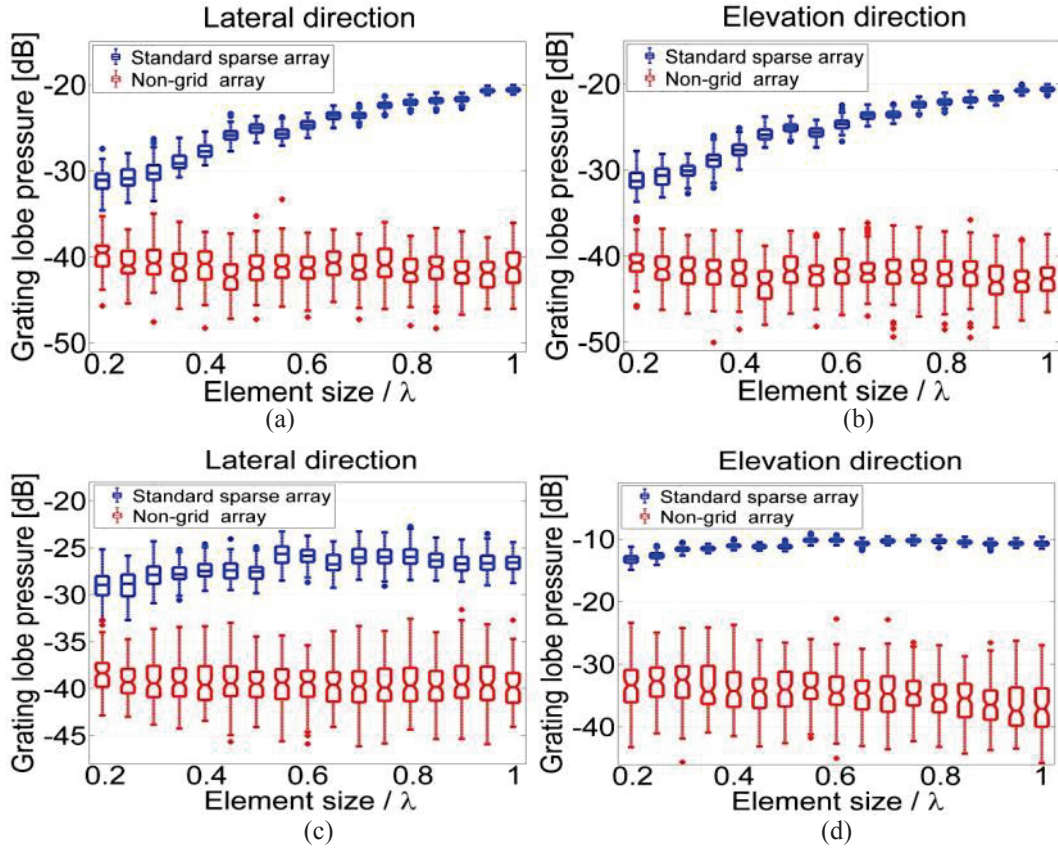 Lateral direction
Grating lobe pressure [dB]
Standard sparse array
Non-grid array
-20
-30
-40
-50
0.2 0.4 0.6 0.8 1
Element size / λ
(a)
Elevation direction
Grating lobe pressure [dB]
Standard sparse array
Non-grid array
-20
-30
-40
-50
0.2 0.4 0.6 0.8 1
Element size / λ
(b)
Lateral direction
Grating lobe pressure [dB]
Standard sparse array
Non-grid array
-20
-25
-30
-35
-40
-45
0.2 0.4 0.6 0.8 1
Element size / λ
(c)
Elevation direction
Grating lobe pressure [dB]
Standard sparse array
Non-grid array
-10
-20
-30
-40
0.2 0.4 0.6 0.8 1
Element size / λ
(d)